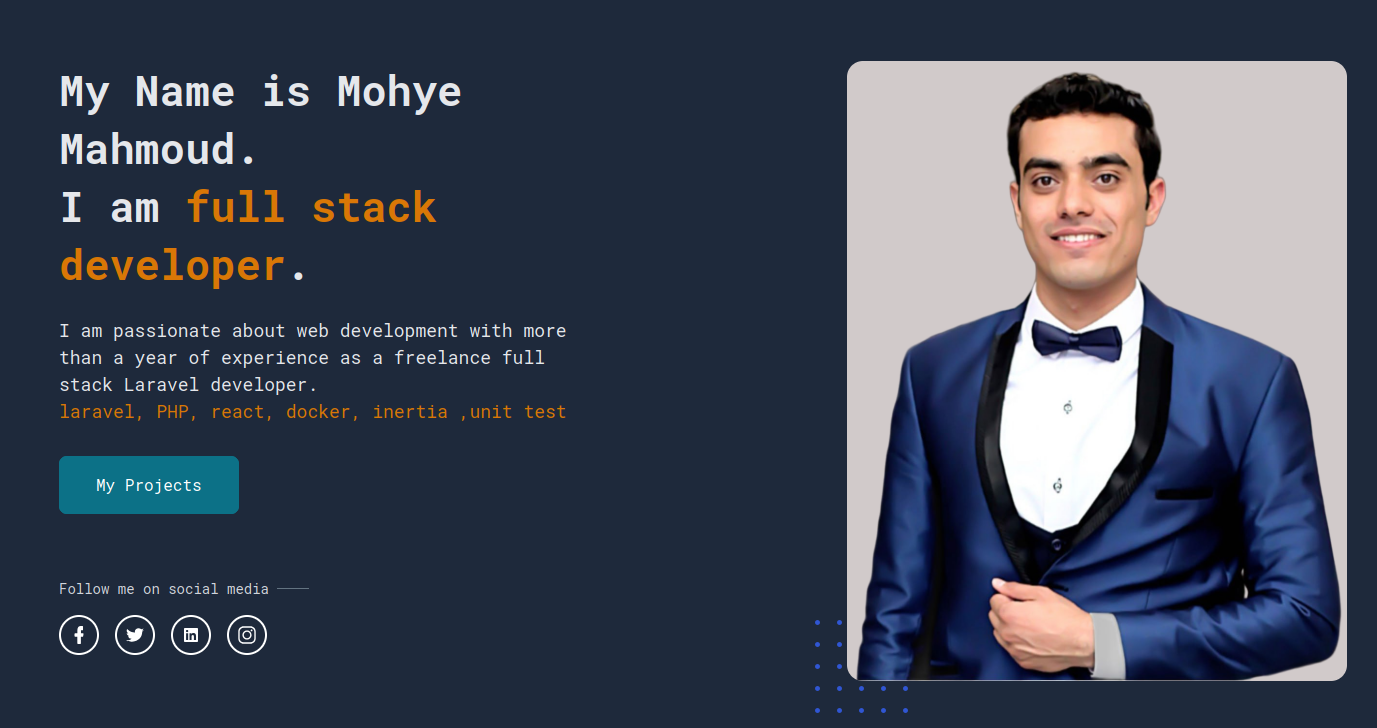 My Name is Mohye
Mahmoud.
I am full stack
developer.
I am passionate about web development with more
than a year of experience as a freelance full
stack Laravel developer.
laravel, PHP, react, docker, inertia ,unit test
My Projects
Follow me on social media